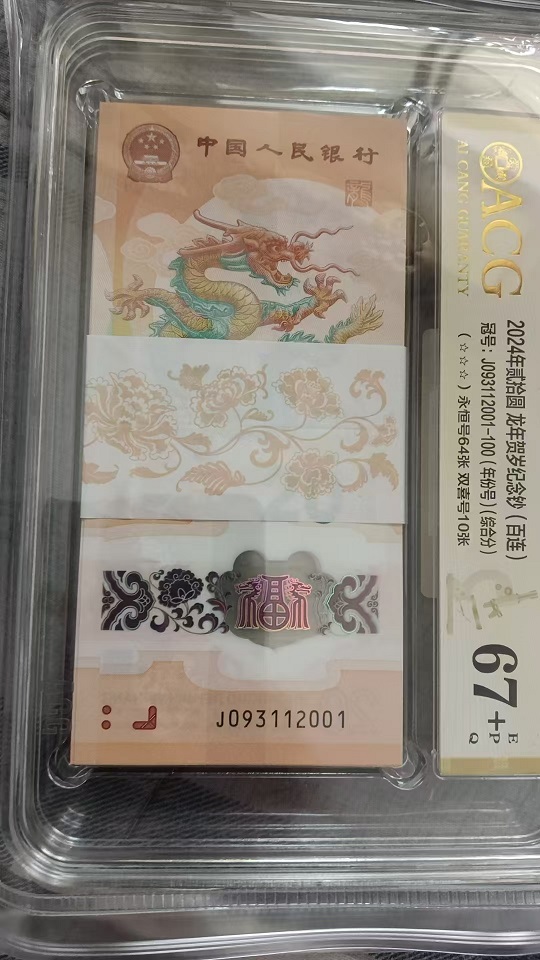 中国人民银行
J093112001
ACG
AI CANG GUARANTY
2024年贰拾圆 龙年贺岁纪念钞（百连）
冠号：J093112001-100（年份号）（综合分）
（☆☆☆）永恒号64张 双喜号10张
67+
E
P
Q